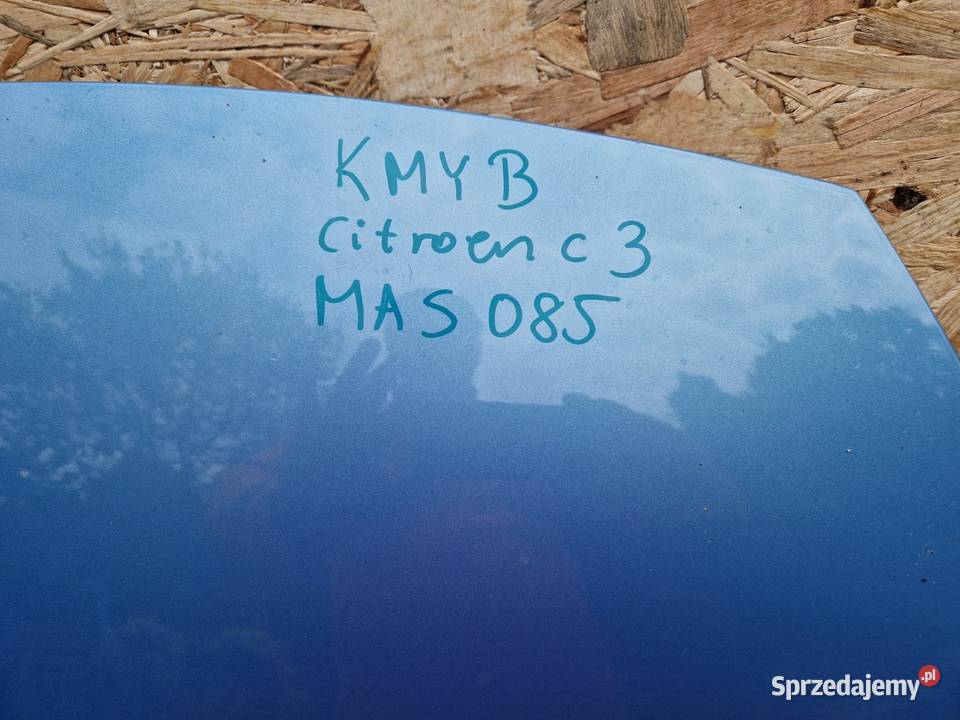 KMYB
Citroen C3
MAS 085
Sprzedajemy.pl